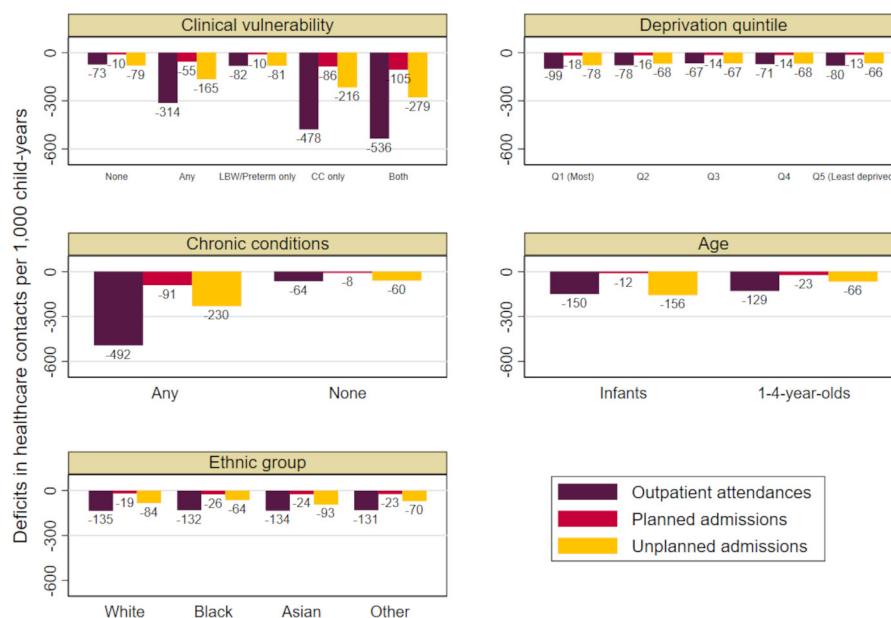 Deficits in healthcare contacts per 1,000 child-years
Clinical vulnerability
0
-300
-600
-73
-10
-79
-314
-55
-165
-82
-10
-81
-478
-86
-216
-536
-105
-279
None
Any
LBW/Preterm only
CC only
Both
Deprivation quintile
0
-300
-600
-99
-18
-78
-78
-16
-68
-67
-14
-67
-71
-14
-68
-80
-13
-66
Q1 (Most)
Q2
Q3
Q4
Q5 (Least deprived
Chronic conditions
0
-300
-600
-492
-91
-230
-64
-8
-60
Any
None
Age
0
-300
-600
-150
-12
-156
-129
-23
-66
Infants
1-4-year-olds
Ethnic group
0
-300
-600
-135
-19
-84
-132
-26
-64
-134
-24
-93
-131
-23
-70
White
Black
Asian
Other
Outpatient attendances
Planned admissions
Unplanned admissions